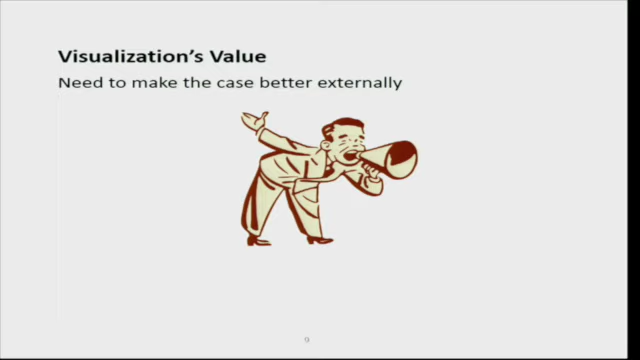 Visualization's Value
Need to make the case better externally
9